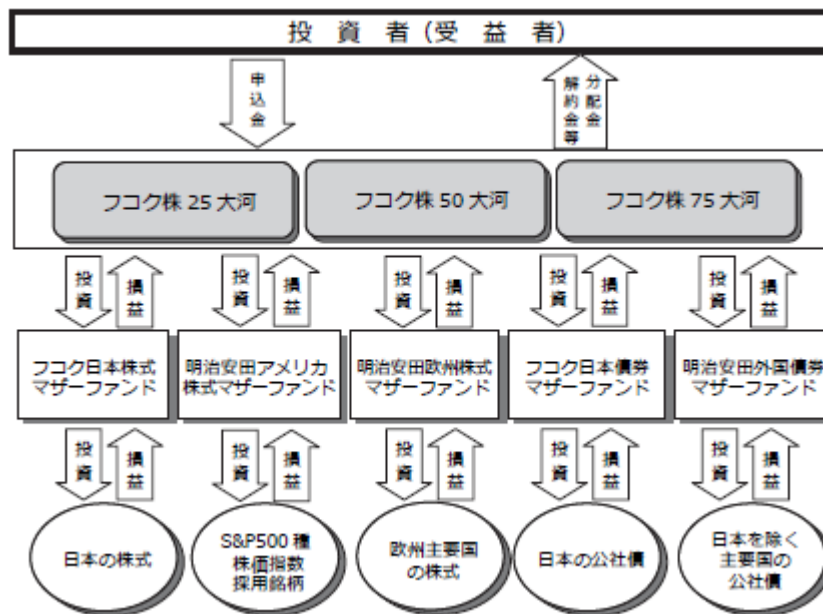 投資者（受益者）
申込金
分配金
解約金等
フコク株25大河
フコク株50大河
フコク株75大河
投資
損益
投資
損益
投資
損益
投資
損益
投資
損益
フコク日本株式
マザーファンド
明治安田アメリカ
株式マザーファンド
明治安田欧州株式
マザーファンド
フコク日本債券
マザーファンド
明治安田外国債券
マザーファンド
投資
損益
投資
損益
投資
損益
投資
損益
投資
損益
日本の株式
S&P500種
株価指数
採用銘柄
欧州主要国
の株式
日本の公社債
日本を除く
主要国の
公社債